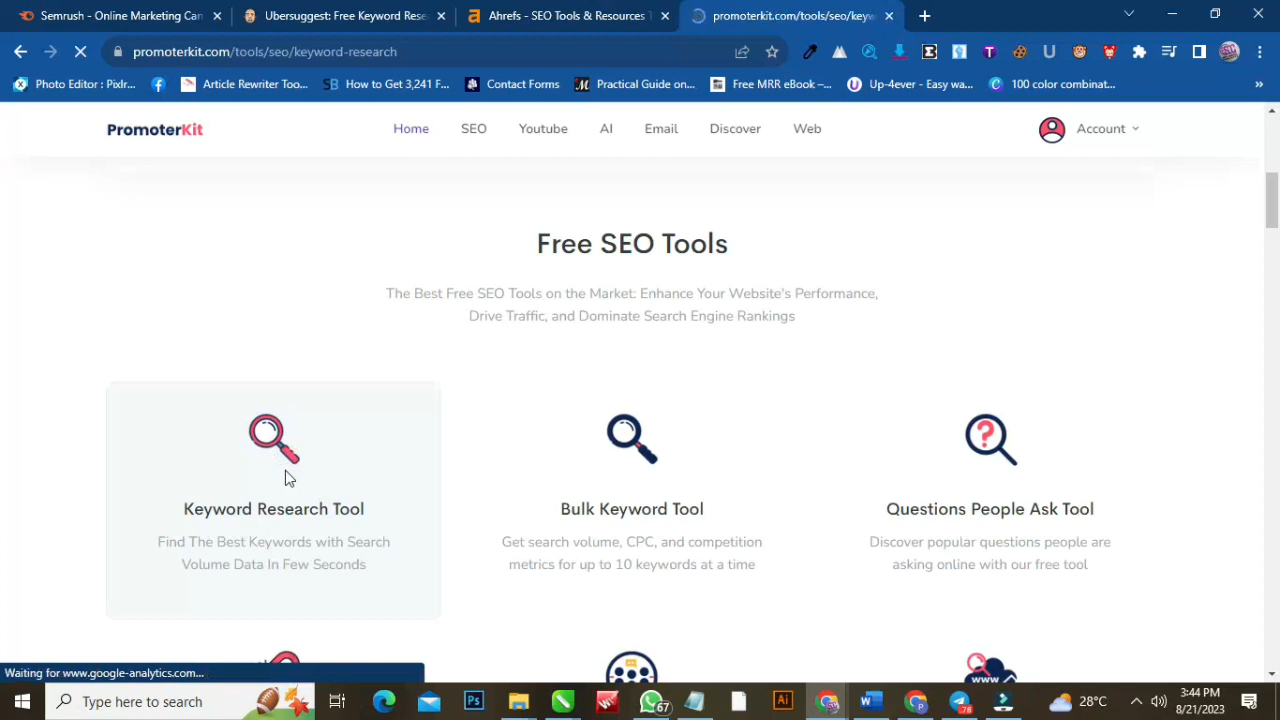 Semrush - Online Marketing Can
Ubersuggest: Free Keyword Rese
Ahrefs - SEO Tools & Resources T
promoterkit.com/tools/seo/keyw
promoterkit.com/tools/seo/keyword-research
Photo Editor : Pixlr...
Article Rewriter Too...
How to Get 3,241 F...
Contact Forms
Practical Guide on...
Free MRR eBook –...
Up-4ever - Easy wa...
100 color combinat...
PromoterKit
Home
SEO
Youtube
AI
Email
Discover
Web
Account
Free SEO Tools
The Best Free SEO Tools on the Market: Enhance Your Website's Performance,
Drive Traffic, and Dominate Search Engine Rankings
Keyword Research Tool
Find The Best Keywords with Search
Volume Data In Few Seconds
Bulk Keyword Tool
Get search volume, CPC, and competition
metrics for up to 10 keywords at a time
Questions People Ask Tool
Discover popular questions people are
asking online with our free tool
www
Waiting for www.google-analytics.com...
Type here to search
Ps
67
Ai
78
28°C
3:44 PM
8/21/2023